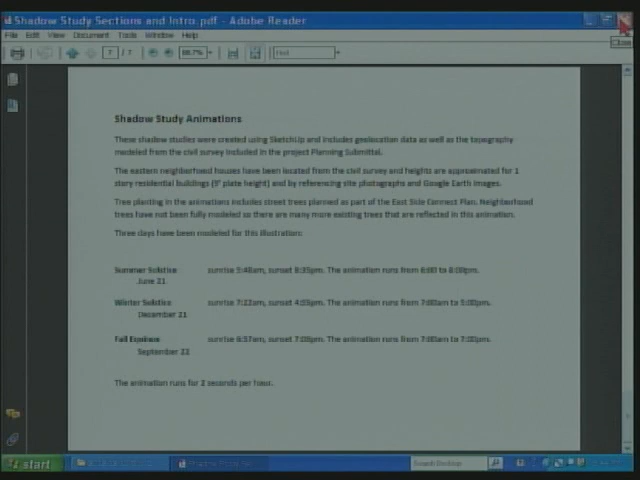 Shadow Study Sections and Intro.pdf - Adobe Reader
File Edit View Document Tools Window Help
7 / 7
Find
Close
Shadow Study Animations
These shadow studies were created using SketchUp and includes geolocation data as well as the topography
modeled from the civil survey included in the project Planning Submittal.
The eastern neighborhood houses have been located from the civil survey and heights are approximated for 1
story residential buildings (9' plate height) and by referencing site photographs and Google Earth images.
Tree planting in the animations includes street trees planned as part of the East Side Connect Plan. Neighborhood
trees have not been fully modeled so there are many more existing trees that are reflected in this animation.
Three days have been modeled for this illustration:
Summer Solstice sunrise 5:48am, sunset 8:35pm. The animation runs from 6:00 to 8:00pm.
June 21
Winter Solstice sunrise 7:22am, sunset The animation runs from 7:00am to 5:00pm.
December 21
Fall Equinox sunrise 6:57am, sunset The animation runs from 7:00am to 7:00pm.
September 22
The animation runs for 2 seconds per hour.
start
Search Desktop